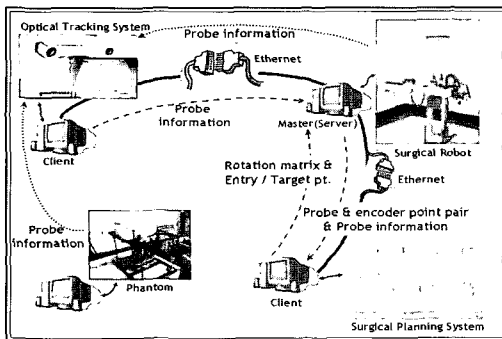 Optical Tracking System
Probe information
Ethernet
Probe
information
Client
Master(Server)
Surgical Robot
Rotation matrix &
Entry / Target pt.
Ethernet
Probe & encoder point pair
& Probe information
Probe
information
Phantom
Client
Surgical Planning System